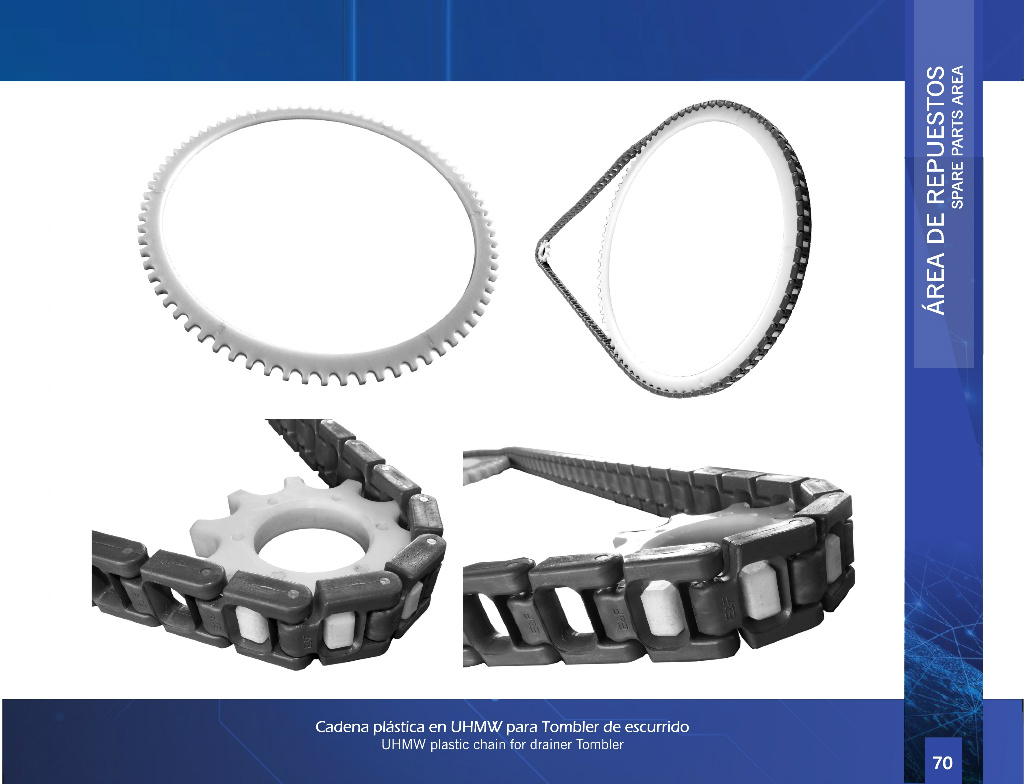 ÁREA DE REPUESTOS
SPARE PARTS AREA
Cadena plástica en UHMW para Tombler de escurrido
UHMW plastic chain for drainer Tombler
70